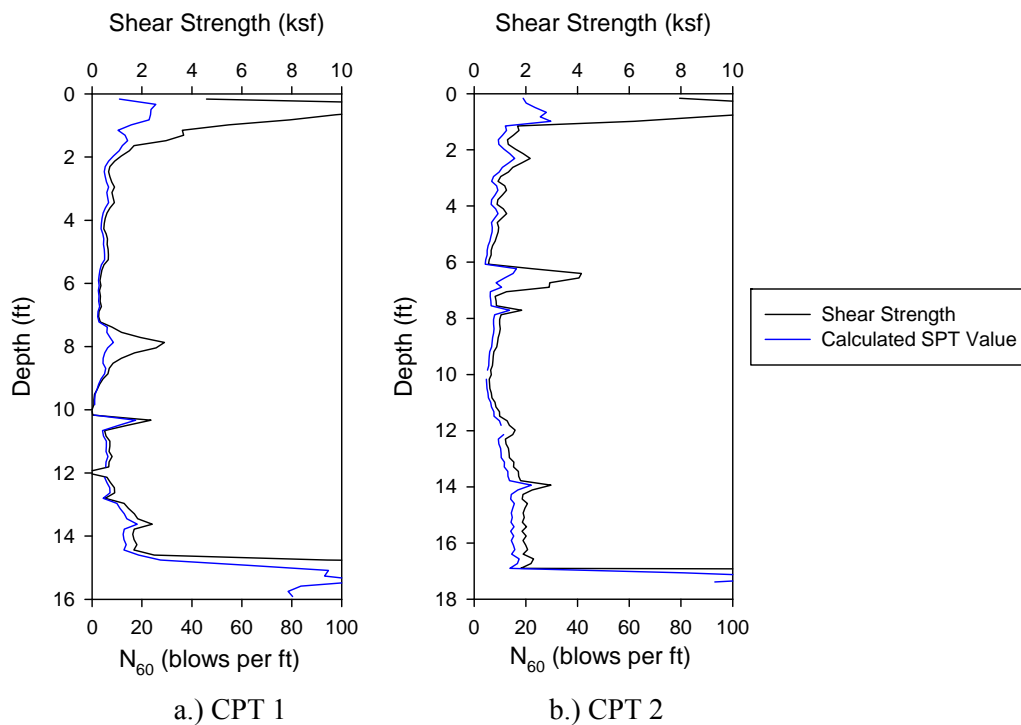 Shear Strength (ksf)
0 2 4 6 8 10
0
2
4
6
8
10
12
14
16
Depth (ft)
0 20 40 60 80 100
N60 (blows per ft)
a.) CPT 1
Shear Strength (ksf)
0 2 4 6 8 10
0
2
4
6
8
10
12
14
16
18
Depth (ft)
0 20 40 60 80 100
N60 (blows per ft)
b.) CPT 2
Shear Strength
Calculated SPT Value